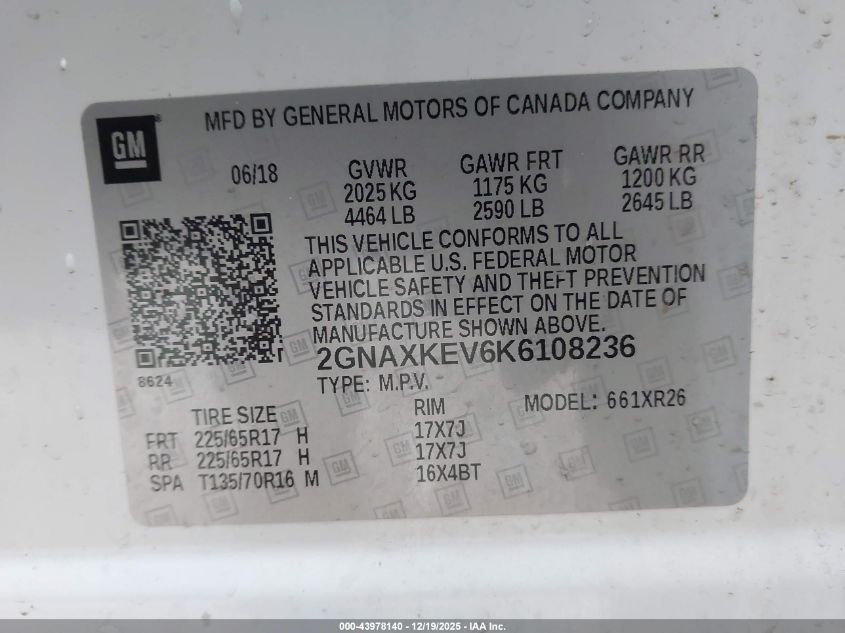 MFD BY GENERAL MOTORS OF CANADA COMPANY
GM
06/18
GVWR GAWR FRT GAWR RR
2025 KG 1175 KG 1200 KG
4464 LB 2590 LB 2645 LB
THIS VEHICLE CONFORMS TO ALL
APPLICABLE U.S. FEDERAL MOTOR
VEHICLE SAFETY AND THEFT PREVENTION
STANDARDS IN EFFECT ON THE DATE OF
MANUFACTURE SHOWN ABOVE.
2GNAXKEV6K6108236
8624
TYPE: M.P.V.
MODEL: 661XR26
TIRE SIZE RIM
FRT 225/65R17 H 17X7J
RR 225/65R17 H 17X7J
SPA T135/70R16 M 16X4BT
000-43978140 - 12/19/2025 - IAA Inc.